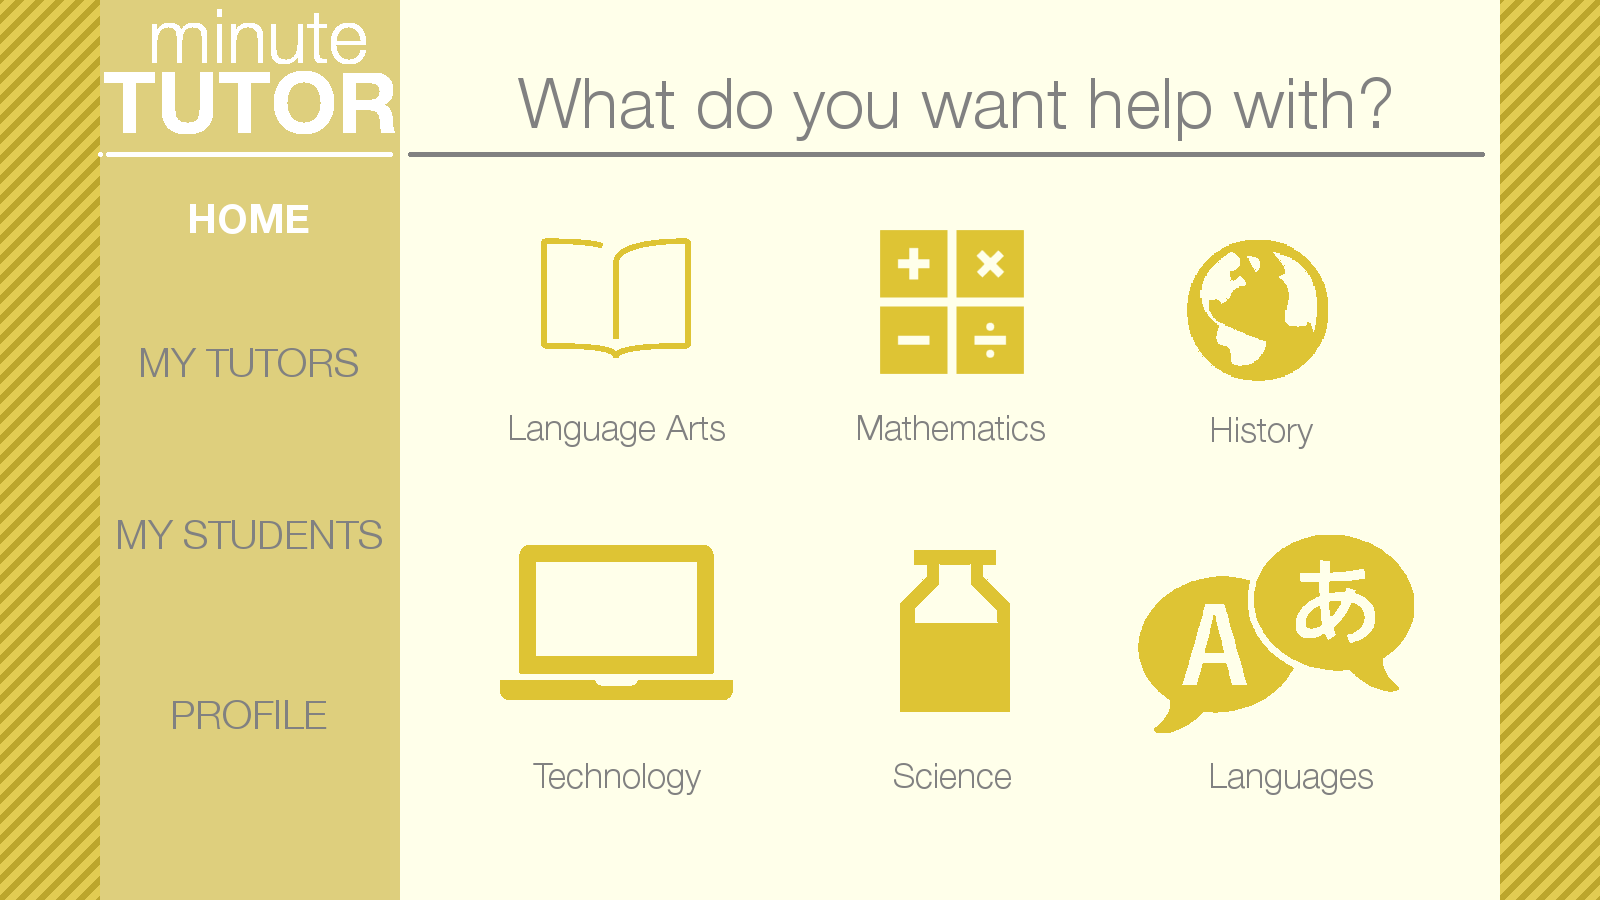 minute
TUTOR
What do you want help with?
HOME
MY TUTORS
MY STUDENTS
PROFILE
Language Arts
Mathematics
History
A
あ
Technology
Science
Languages